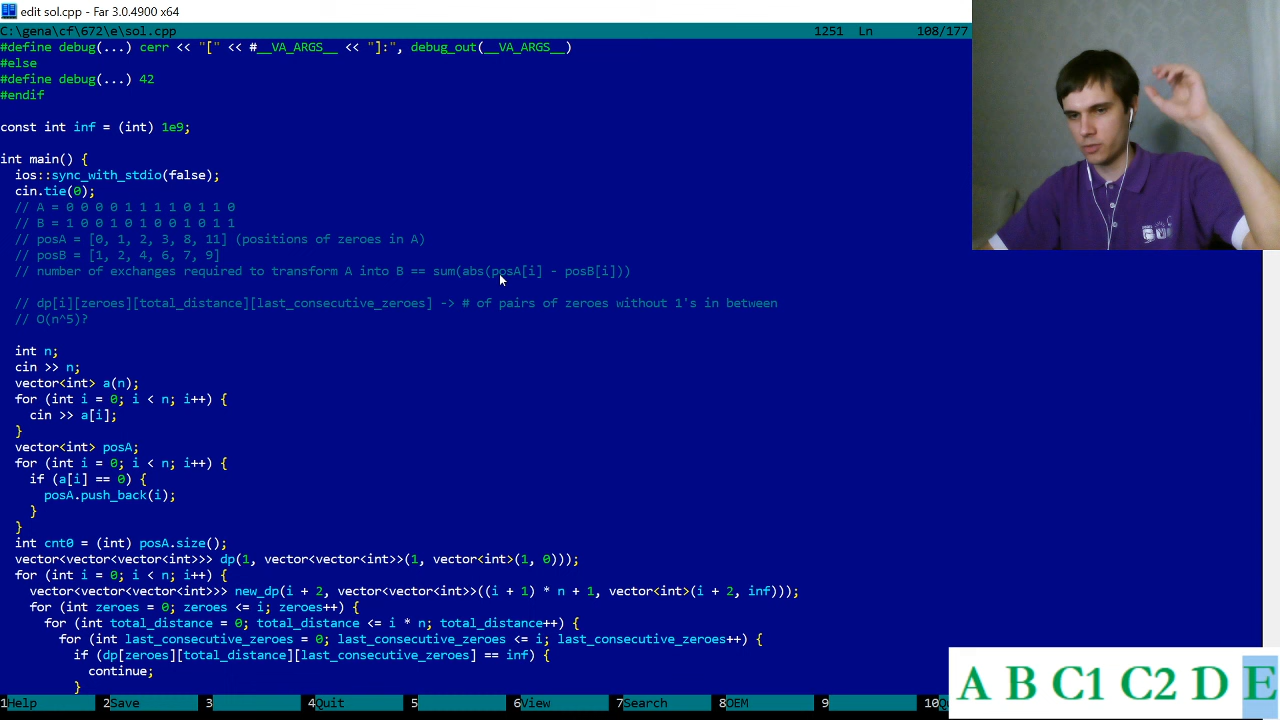 edit sol.cpp - Far 3.0.4900 x64
C:\gena\cf\672\e\sol.cpp 1251 Ln 108/177
#define debug(...) cerr << "[" << #__VA_ARGS__ << "]:", debug_out(__VA_ARGS__)
#else
#define debug(...) 42
#endif
const int inf = (int) 1e9;
int main() {
ios::sync_with_stdio(false);
cin.tie(0);
// A = 0 0 0 0 1 1 1 1 0 1 1 0
// B = 1 0 0 1 0 1 0 0 1 0 1 1
// posA = [0, 1, 2, 3, 8, 11] (positions of zeroes in A)
// posB = [1, 2, 4, 6, 7, 9]
// number of exchanges required to transform A into B == sum(abs(posA[i] - posB[i]))
// dp[i][zeroes][total_distance][last_consecutive_zeroes] -> # of pairs of zeroes without 1's in between
// O(n^5)?
int n;
cin >> n;
vector<int> a(n);
for (int i = 0; i < n; i++) {
cin >> a[i];
}
vector<int> posA;
for (int i = 0; i < n; i++) {
if (a[i] == 0) {
posA.push_back(i);
}
}
int cnt0 = (int) posA.size();
vector<vector<vector<int>>> dp(1, vector<vector<int>>(1, vector<int>(1, 0)));
for (int i = 0; i < n; i++) {
vector<vector<vector<int>>> new_dp(i + 2, vector<vector<int>>((i + 1) * n + 1, vector<int>(i + 2, inf)));
for (int zeroes = 0; zeroes <= i; zeroes++) {
for (int total_distance = 0; total_distance <= i * n; total_distance++) {
for (int last_consecutive_zeroes = 0; last_consecutive_zeroes <= i; last_consecutive_zeroes++) {
if (dp[zeroes][total_distance][last_consecutive_zeroes] == inf) {
continue;
}
1Help 2Save 3 4Quit 5 6View 7Search 8OEM 9 10
A B C1 C2 D E